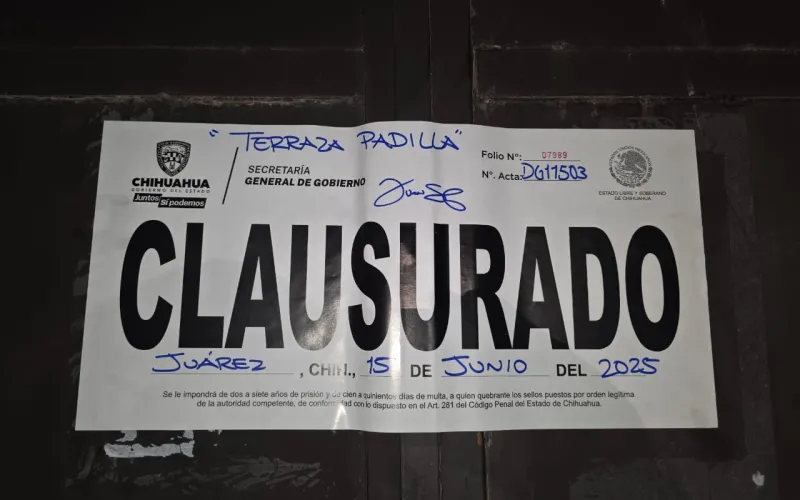 "TERRAZA PADILLA"
CHIHUAHUA
GOBIERNO DEL ESTADO
Juntos Sí podemos
SECRETARÍA
GENERAL DE GOBIERNO
Folio N°: 07989
N°. Acta: DG11503
ESTADO LIBRE Y SOBERANO
DE CHIHUAHUA
CLAUSURADO
JUÁREZ, CHIH., 15 DE JUNIO DEL 2025
Se le impondrá de dos a siete años de prisión y de cien a quinientos días de multa, a quien quebrante los sellos puestos por orden legítima
de la autoridad competente, de conformidad con lo dispuesto en el Art. 281 del Código Penal del Estado de Chihuahua.